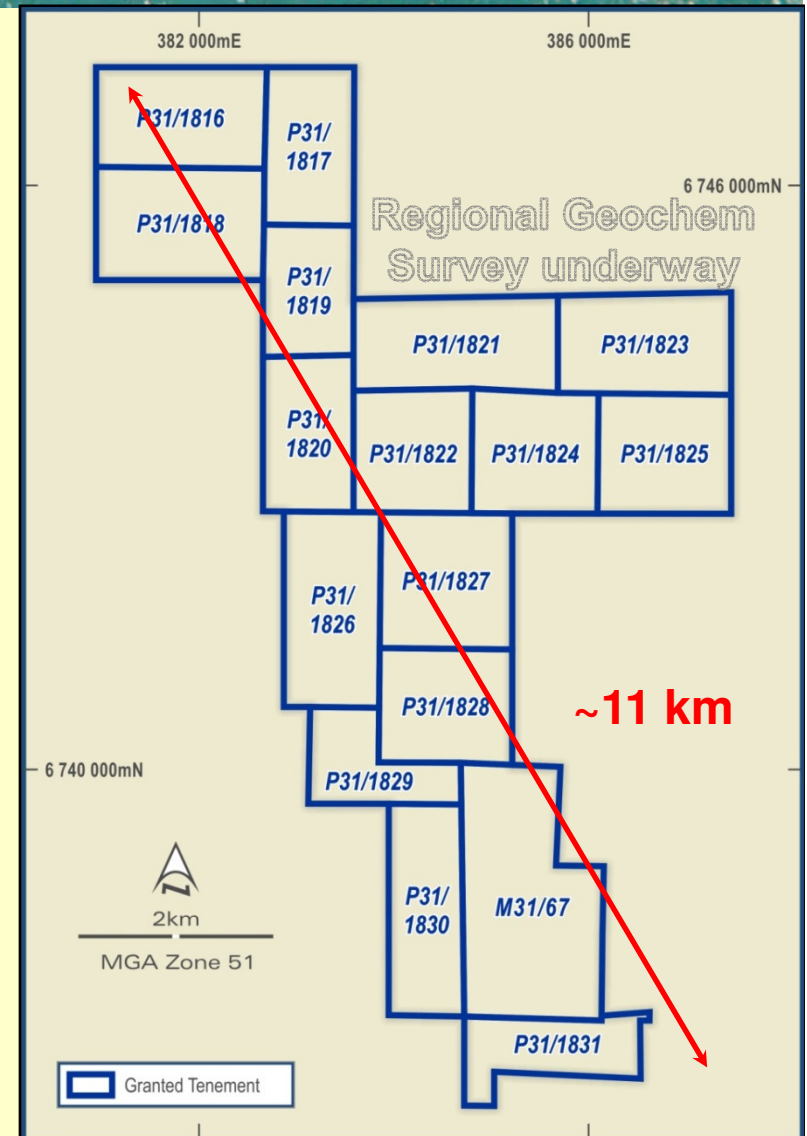 382 000mE
386 000mE
P31/1816
P31/
1817
6 746 000mN
P31/1818
Regional Geochem
Survey underway
P31/
1819
P31/1821
P31/1823
P31/
1820
P31/1822
P31/1824
P31/1825
P31/
1826
P31/1827
P31/1828
~11 km
6 740 000mN
P31/1829
N
2km
MGA Zone 51
P31/
1830
M31/67
P31/1831
Granted Tenement